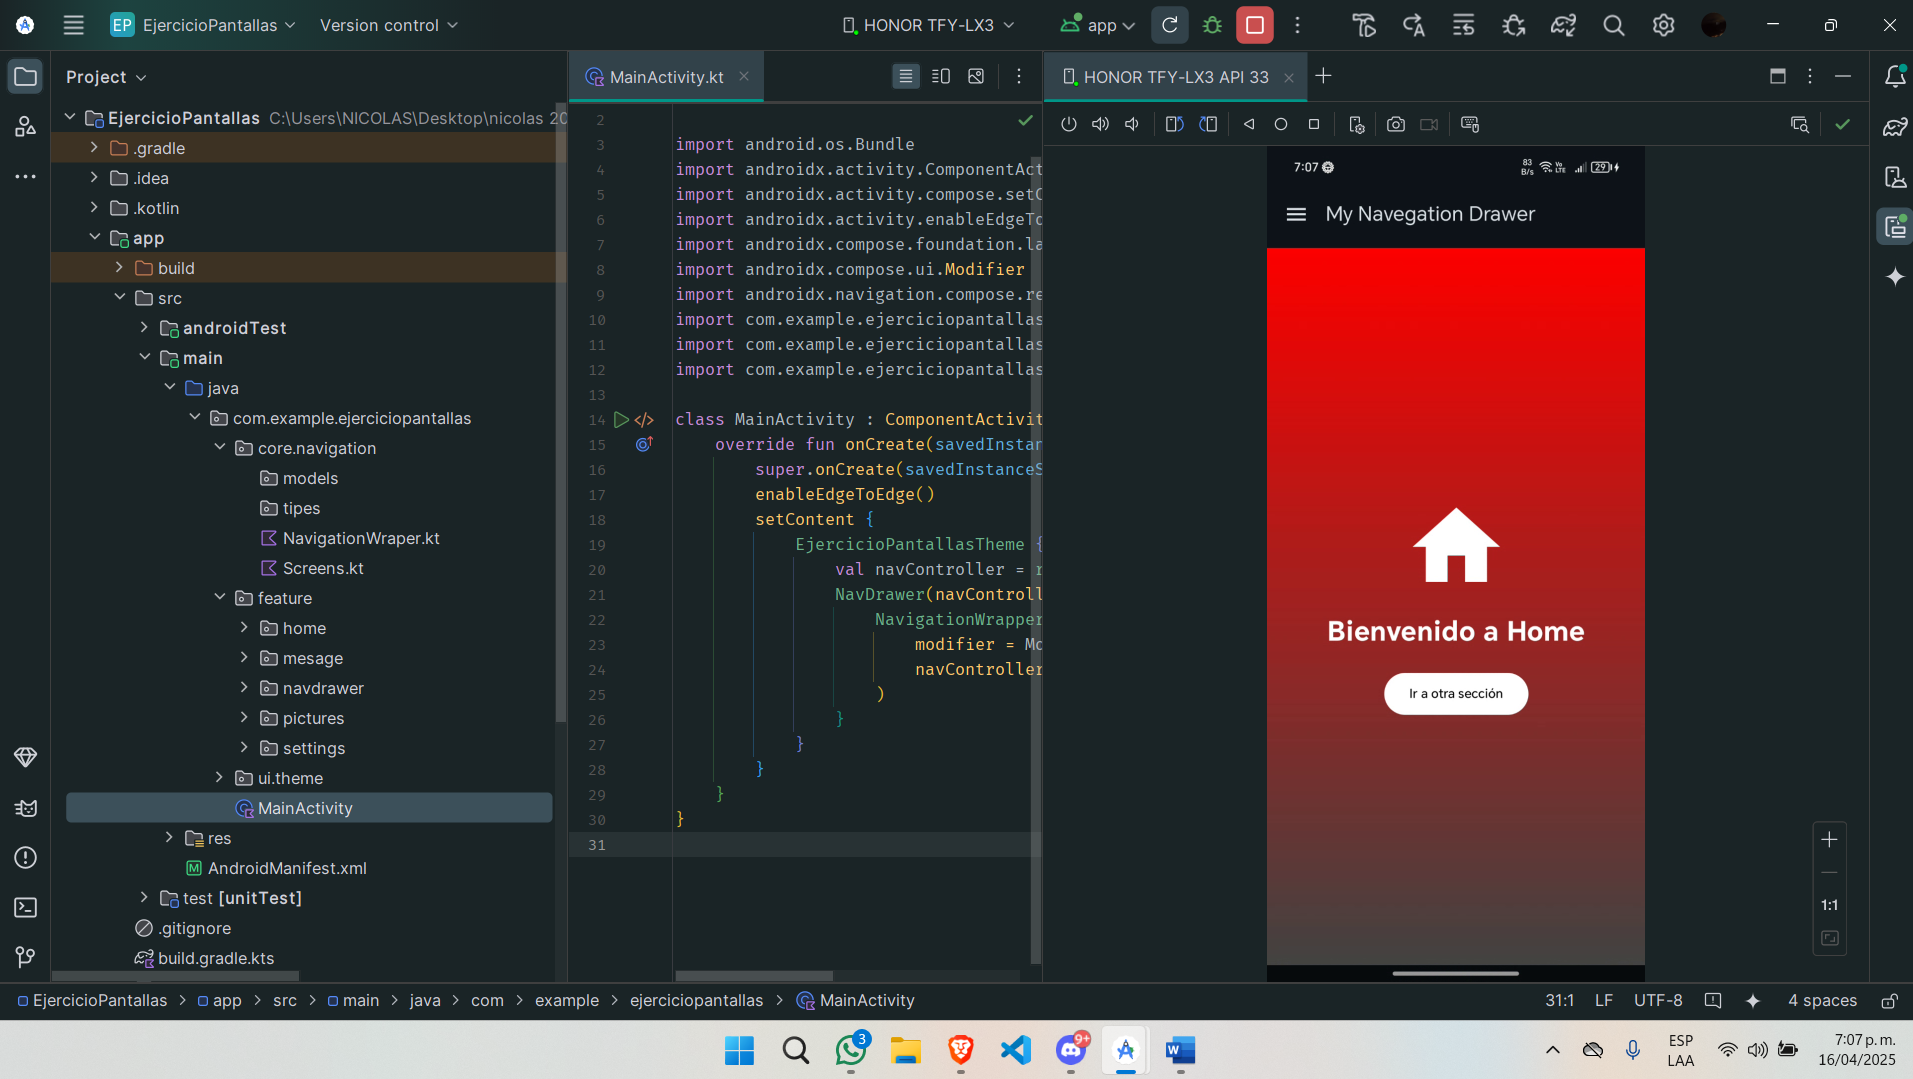 EP EjercicioPantallas Version control HONOR TFY-LX3 app
Project
EjercicioPantallas C:\Users\NICOLAS\Desktop\nicolas 20
.gradle
.idea
.kotlin
app
build
src
androidTest
main
java
com.example.ejerciciopantallas
core.navigation
models
tipes
NavigationWraper.kt
Screens.kt
feature
home
mesage
navdrawer
pictures
settings
ui.theme
MainActivity
res
AndroidManifest.xml
test [unitTest]
.gitignore
build.gradle.kts
MainActivity.kt
2
3 import android.os.Bundle
4 import androidx.activity.ComponentAct
5 import androidx.activity.compose.setC
6 import androidx.activity.enableEdgeTo
7 import androidx.compose.foundation.la
8 import androidx.compose.ui.Modifier
9 import androidx.navigation.compose.re
10 import com.example.ejerciciopantallas
11 import com.example.ejerciciopantallas
12 import com.example.ejerciciopantallas
13
14 class MainActivity : ComponentActivit
15 override fun onCreate(savedInstan
16 super.onCreate(savedInstanceS
17 enableEdgeToEdge()
18 setContent {
19 EjercicioPantallasTheme {
20 val navController = r
21 NavDrawer(navControll
22 NavigationWrapper
23 modifier = Mo
24 navController
25 )
26 }
27 }
28 }
29 }
30 }
31
HONOR TFY-LX3 API 33
7:07 83 B/s Vo LTE 29
My Navegation Drawer
Bienvenido a Home
Ir a otra sección
1:1
EjercicioPantallas > app > src > main > java > com > example > ejerciciopantallas > MainActivity
31:1 LF UTF-8 4 spaces
3
9+
W
ESP
LAA
7:07 p. m.
16/04/2025